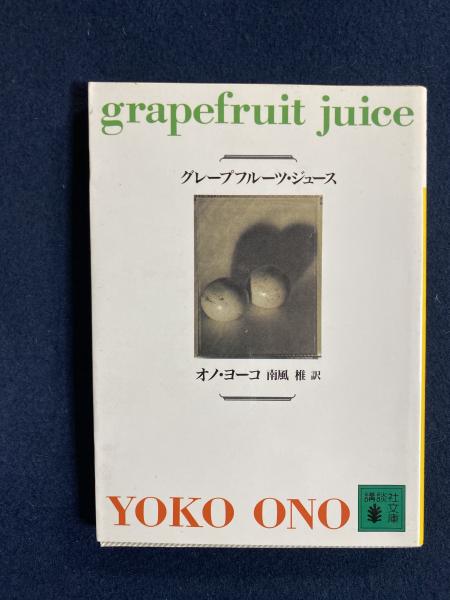 grapefruit juice
グレープフルーツ・ジュース
オノ・ヨーコ 南風 椎 訳
YOKO ONO
講談社
文庫